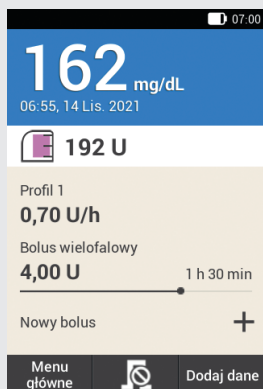 07:00
162 mg/dL
06:55, 14 Lis. 2021
192 U
Profil 1
0,70 U/h
Bolus wielofalowy
4,00 U 1 h 30 min
Nowy bolus +
Menu
główne
Dodaj dane